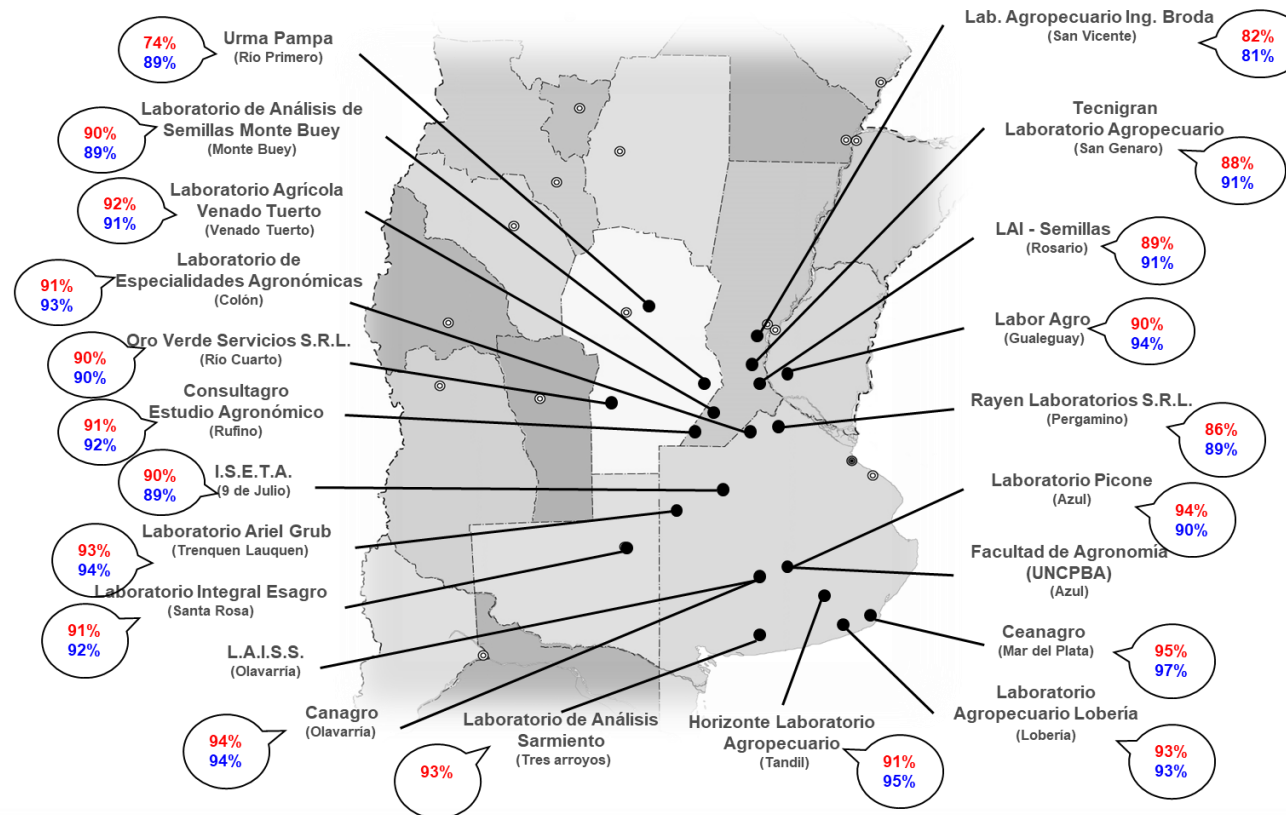 Urma Pampa
(Río Primero)
74%
89%
Laboratorio de Análisis de
Semillas Monte Buey
(Monte Buey)
90%
89%
Laboratorio Agrícola
Venado Tuerto
(Venado Tuerto)
92%
91%
Laboratorio de
Especialidades Agronómicas
(Colón)
91%
93%
Oro Verde Servicios S.R.L.
(Río Cuarto)
90%
90%
Consultagro
Estudio Agronómico
(Rufino)
91%
92%
I.S.E.T.A.
(9 de Julio)
90%
89%
Laboratorio Ariel Grub
(Trenquen Lauquen)
93%
94%
Laboratorio Integral Esagro
(Santa Rosa)
91%
92%
L.A.I.S.S.
(Olavarría)
Canagro
(Olavarría)
94%
94%
Laboratorio de Análisis
Sarmiento
(Tres arroyos)
93%
Horizonte Laboratorio
Agropecuario
(Tandil)
91%
95%
Lab. Agropecuario Ing. Broda
(San Vicente)
82%
81%
Tecnigran
Laboratorio Agropecuario
(San Genaro)
88%
91%
LAI - Semillas
(Rosario)
89%
91%
Labor Agro
(Gualeguay)
90%
94%
Rayen Laboratorios S.R.L.
(Pergamino)
86%
89%
Laboratorio Picone
(Azul)
94%
90%
Facultad de Agronomía
(UNCPBA)
(Azul)
Ceanagro
(Mar del Plata)
95%
97%
Laboratorio
Agropecuario Lobería
(Lobería)
93%
93%